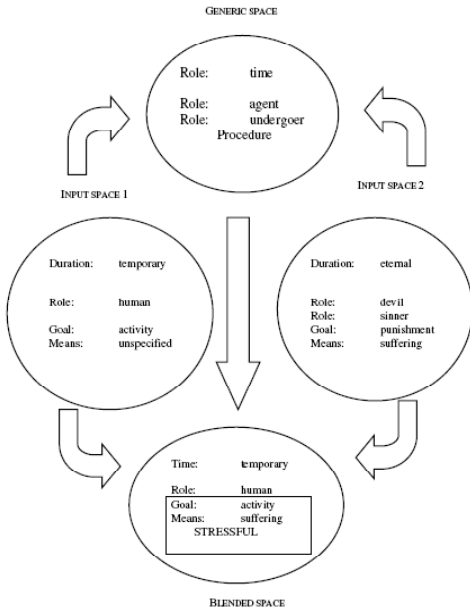 GENERIC SPACE
Role: time
Role: agent
Role: undergoer
Procedure
INPUT SPACE 1
INPUT SPACE 2
Duration: temporary
Role: human
Goal: activity
Means: unspecified
Duration: eternal
Role: devil
Role: sinner
Goal: punishment
Means: suffering
Time: temporary
Role: human
Goal: activity
Means: suffering
STRESSFUL
BLENDED SPACE